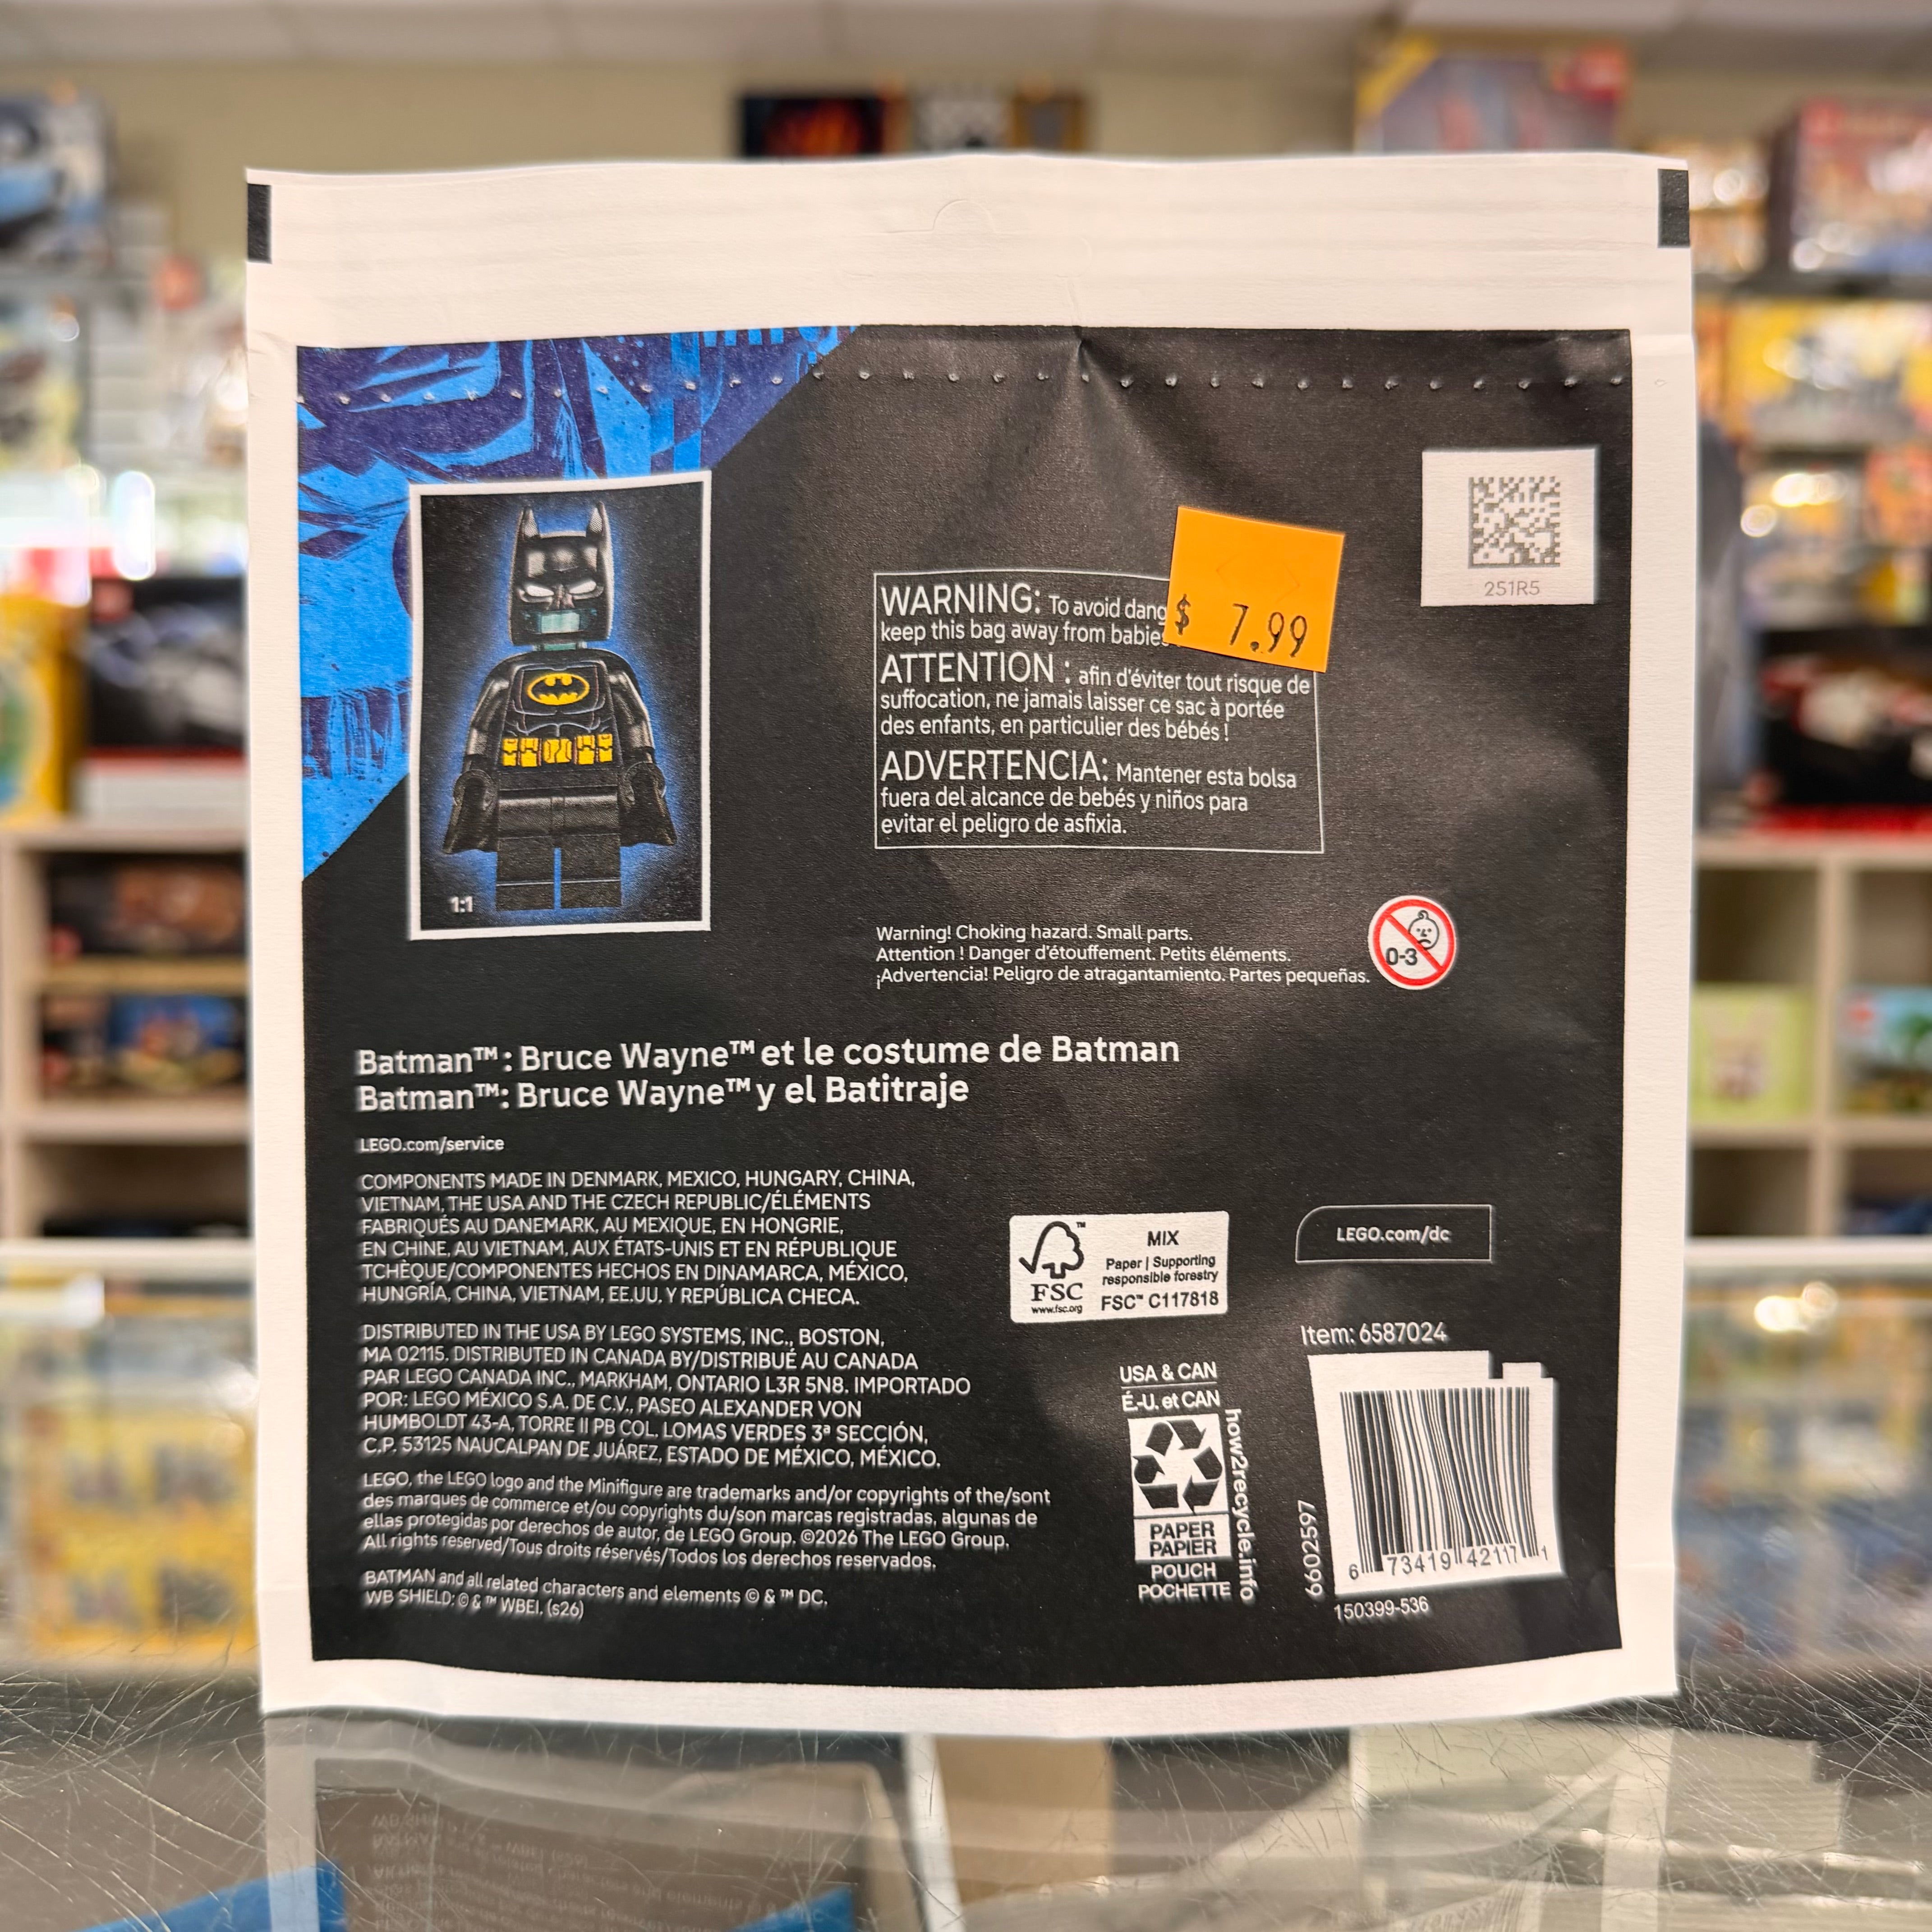 251R5
$ 7.99
WARNING: To avoid dang
keep this bag away from babies
ATTENTION : afin d'éviter tout risque de
suffocation, ne jamais laisser ce sac à portée
des enfants, en particulier des bébés !
ADVERTENCIA: Mantener esta bolsa
fuera del alcance de bebés y niños para
evitar el peligro de asfixia.
1:1
Warning! Choking hazard. Small parts.
Attention ! Danger d'étouffement. Petits éléments.
¡Advertencia! Peligro de atragantamiento. Partes pequeñas.
0-3
Batman™ : Bruce Wayne™ et le costume de Batman
Batman™: Bruce Wayne™ y el Batitraje
LEGO.com/service
COMPONENTS MADE IN DENMARK, MEXICO, HUNGARY, CHINA,
VIETNAM, THE USA AND THE CZECH REPUBLIC/ÉLÉMENTS
FABRIQUÉS AU DANEMARK, AU MEXIQUE, EN HONGRIE,
EN CHINE, AU VIETNAM, AUX ÉTATS-UNIS ET EN RÉPUBLIQUE
TCHÈQUE/COMPONENTES HECHOS EN DINAMARCA, MÉXICO,
HUNGRÍA, CHINA, VIETNAM, EE.UU. Y REPÚBLICA CHECA.
DISTRIBUTED IN THE USA BY LEGO SYSTEMS, INC., BOSTON,
MA 02115. DISTRIBUTED IN CANADA BY/DISTRIBUÉ AU CANADA
PAR LEGO CANADA INC., MARKHAM, ONTARIO L3R 5N8. IMPORTADO
POR: LEGO MÉXICO S.A. DE C.V., PASEO ALEXANDER VON
HUMBOLDT 43-A, TORRE II PB COL. LOMAS VERDES 3ª SECCIÓN,
C.P. 53125 NAUCALPAN DE JUÁREZ, ESTADO DE MÉXICO, MÉXICO.
LEGO, the LEGO logo and the Minifigure are trademarks and/or copyrights of the/sont
des marques de commerce et/ou copyrights du/son marcas registradas, algunas de
ellas protegidas por derechos de autor, de LEGO Group. ©2026 The LEGO Group.
All rights reserved/Tous droits réservés/Todos los derechos reservados.
BATMAN and all related characters and elements © & ™ DC.
WB SHIELD: © & ™ WBEI. (s26)
FSC™
www.fsc.org
MIX
Paper | Supporting
responsible forestry
FSC™ C117818
LEGO.com/dc
USA & CAN
É.-U. et CAN
PAPER
PAPIER
POUCH
POCHETTE
how2recycle.info
Item: 6587024
6602597
6 73419 42117 1
150399-536